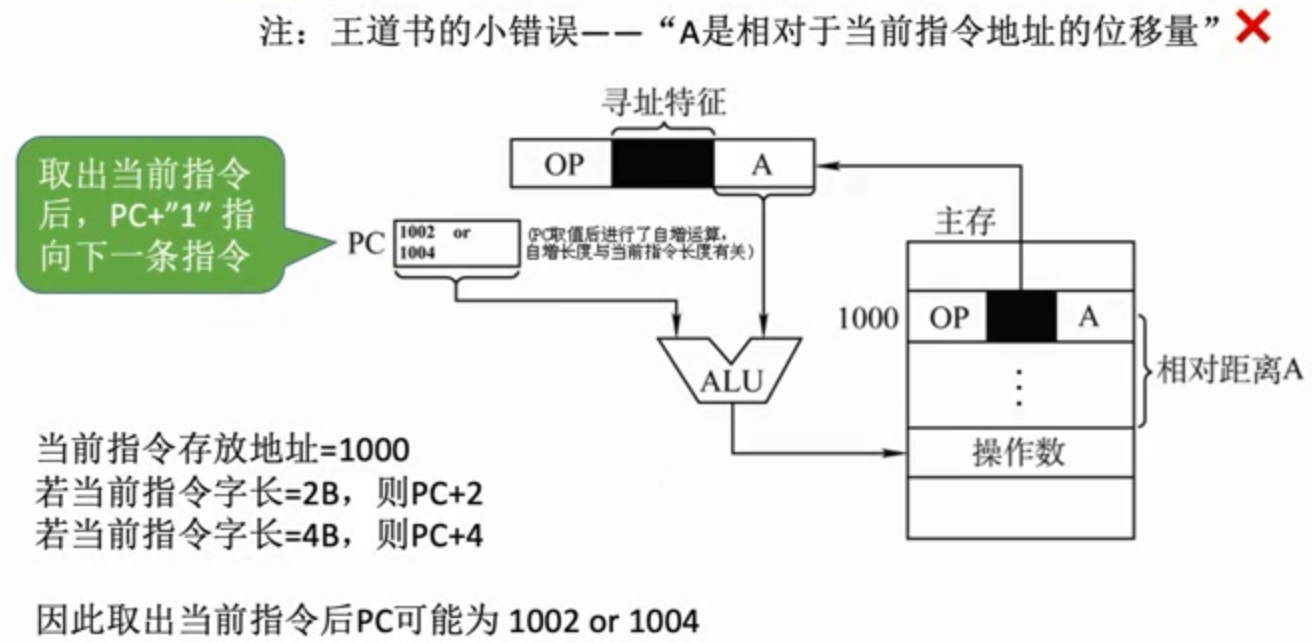 注：王道书的小错误——“A是相对于当前指令地址的位移量”
寻址特征
OP
A
取出当前指令
后，PC+”1” 指
向下一条指令
PC
1002 or
1004
(PC取值后进行了自增运算，
自增长度与当前指令长度有关)
主存
1000
OP
A
ALU
相对距离A
操作数
当前指令存放地址=1000
若当前指令字长=2B，则PC+2
若当前指令字长=4B，则PC+4
因此取出当前指令后PC可能为 1002 or 1004